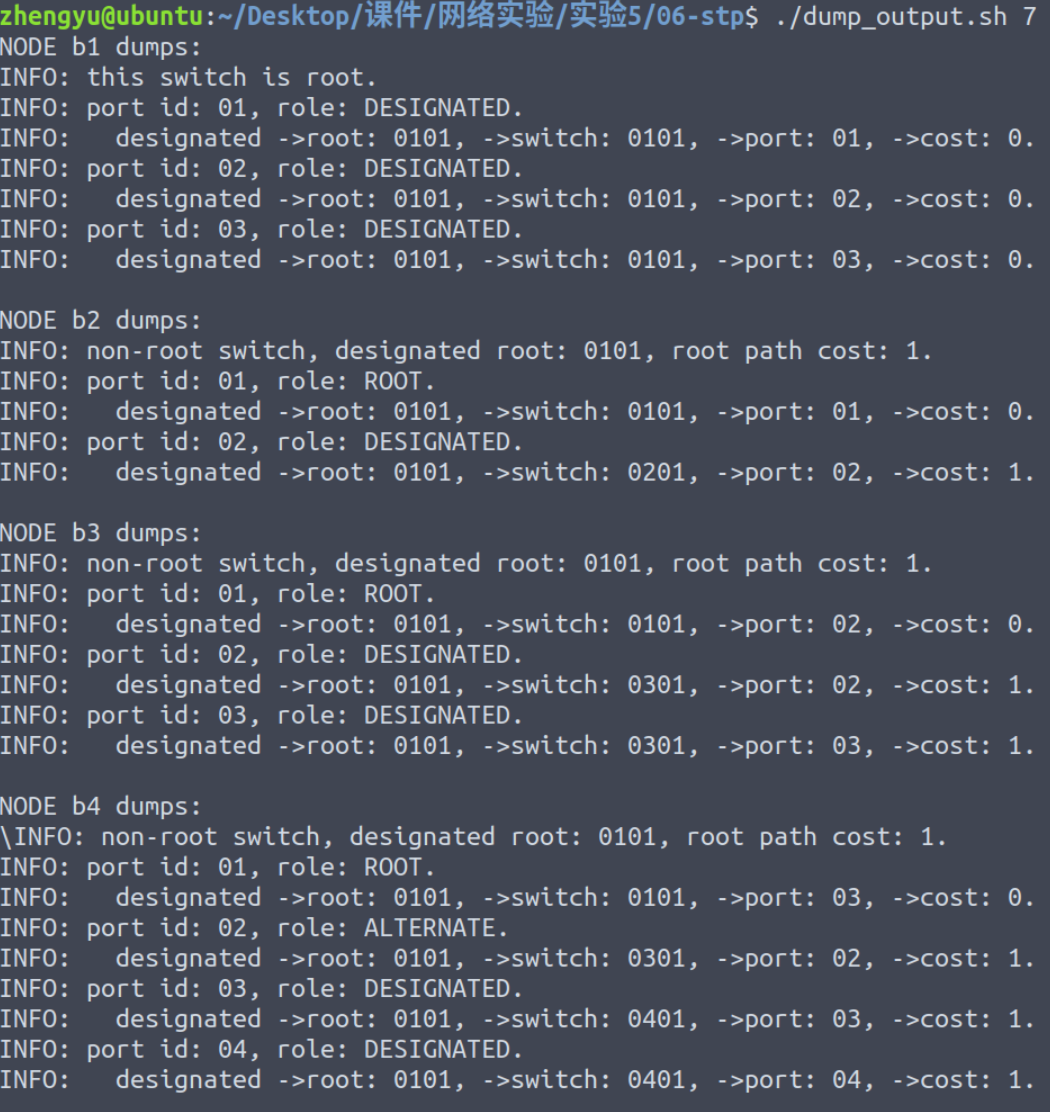 zhengyu@ubuntu:~/Desktop/课件/网络实验/实验5/06-stp$ ./dump_output.sh 7
NODE b1 dumps:
INFO: this switch is root.
INFO: port id: 01, role: DESIGNATED.
INFO:   designated ->root: 0101, ->switch: 0101, ->port: 01, ->cost: 0.
INFO: port id: 02, role: DESIGNATED.
INFO:   designated ->root: 0101, ->switch: 0101, ->port: 02, ->cost: 0.
INFO: port id: 03, role: DESIGNATED.
INFO:   designated ->root: 0101, ->switch: 0101, ->port: 03, ->cost: 0.

NODE b2 dumps:
INFO: non-root switch, designated root: 0101, root path cost: 1.
INFO: port id: 01, role: ROOT.
INFO:   designated ->root: 0101, ->switch: 0101, ->port: 01, ->cost: 0.
INFO: port id: 02, role: DESIGNATED.
INFO:   designated ->root: 0101, ->switch: 0201, ->port: 02, ->cost: 1.

NODE b3 dumps:
INFO: non-root switch, designated root: 0101, root path cost: 1.
INFO: port id: 01, role: ROOT.
INFO:   designated ->root: 0101, ->switch: 0101, ->port: 02, ->cost: 0.
INFO: port id: 02, role: DESIGNATED.
INFO:   designated ->root: 0101, ->switch: 0301, ->port: 02, ->cost: 1.
INFO: port id: 03, role: DESIGNATED.
INFO:   designated ->root: 0101, ->switch: 0301, ->port: 03, ->cost: 1.

NODE b4 dumps:
\INFO: non-root switch, designated root: 0101, root path cost: 1.
INFO: port id: 01, role: ROOT.
INFO:   designated ->root: 0101, ->switch: 0101, ->port: 03, ->cost: 0.
INFO: port id: 02, role: ALTERNATE.
INFO:   designated ->root: 0101, ->switch: 0301, ->port: 02, ->cost: 1.
INFO: port id: 03, role: DESIGNATED.
INFO:   designated ->root: 0101, ->switch: 0401, ->port: 03, ->cost: 1.
INFO: port id: 04, role: DESIGNATED.
INFO:   designated ->root: 0101, ->switch: 0401, ->port: 04, ->cost: 1.